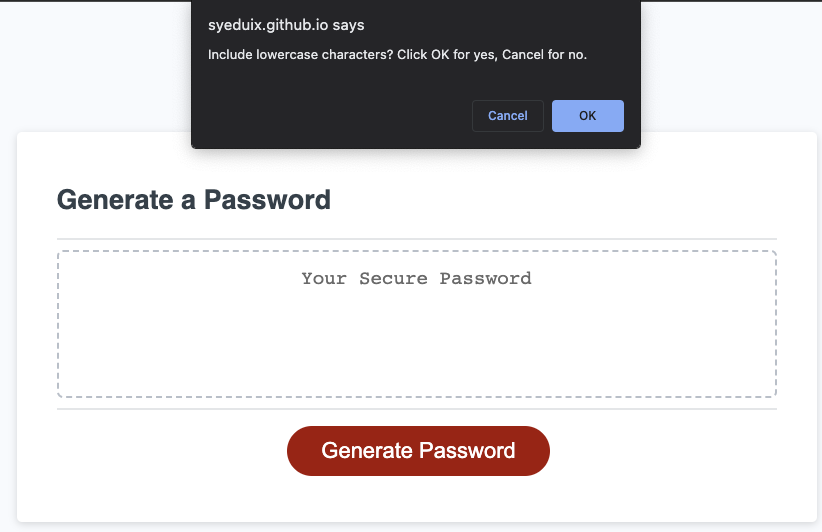 syeduix.github.io says
Include lowercase characters? Click OK for yes, Cancel for no.
Cancel
OK
Generate a Password
Your Secure Password
Generate Password